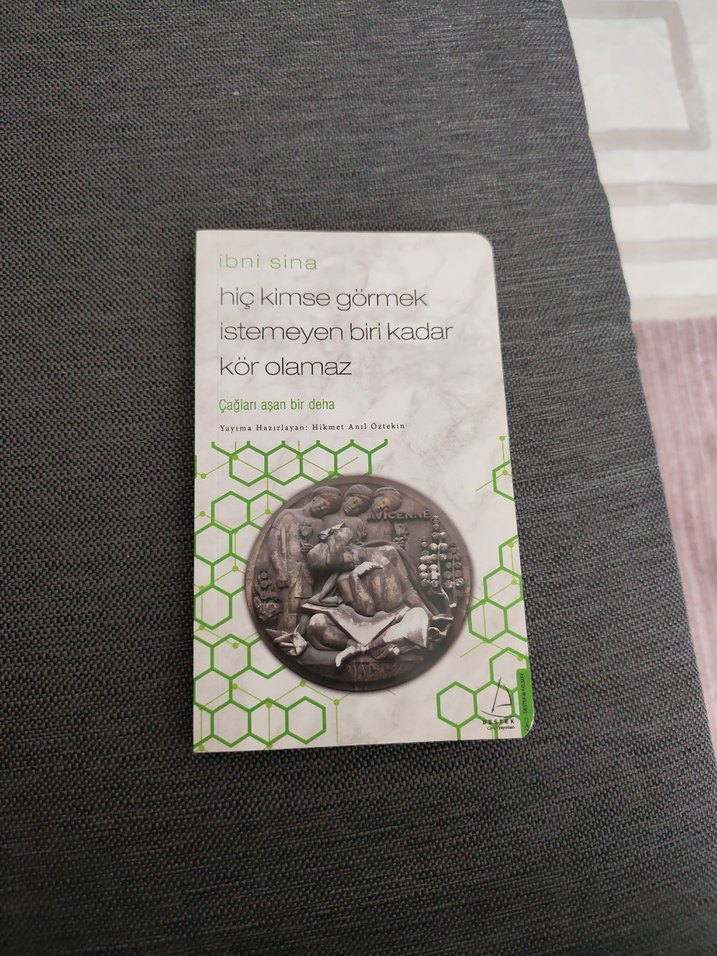 ibni sina
hiç kimse görmek
istemeyen biri kadar
kör olamaz
Çağları aşan bir deha
Yayıma Hazırlayan: Hikmet Anıl Öztekin
AVICENNE
DESTEK